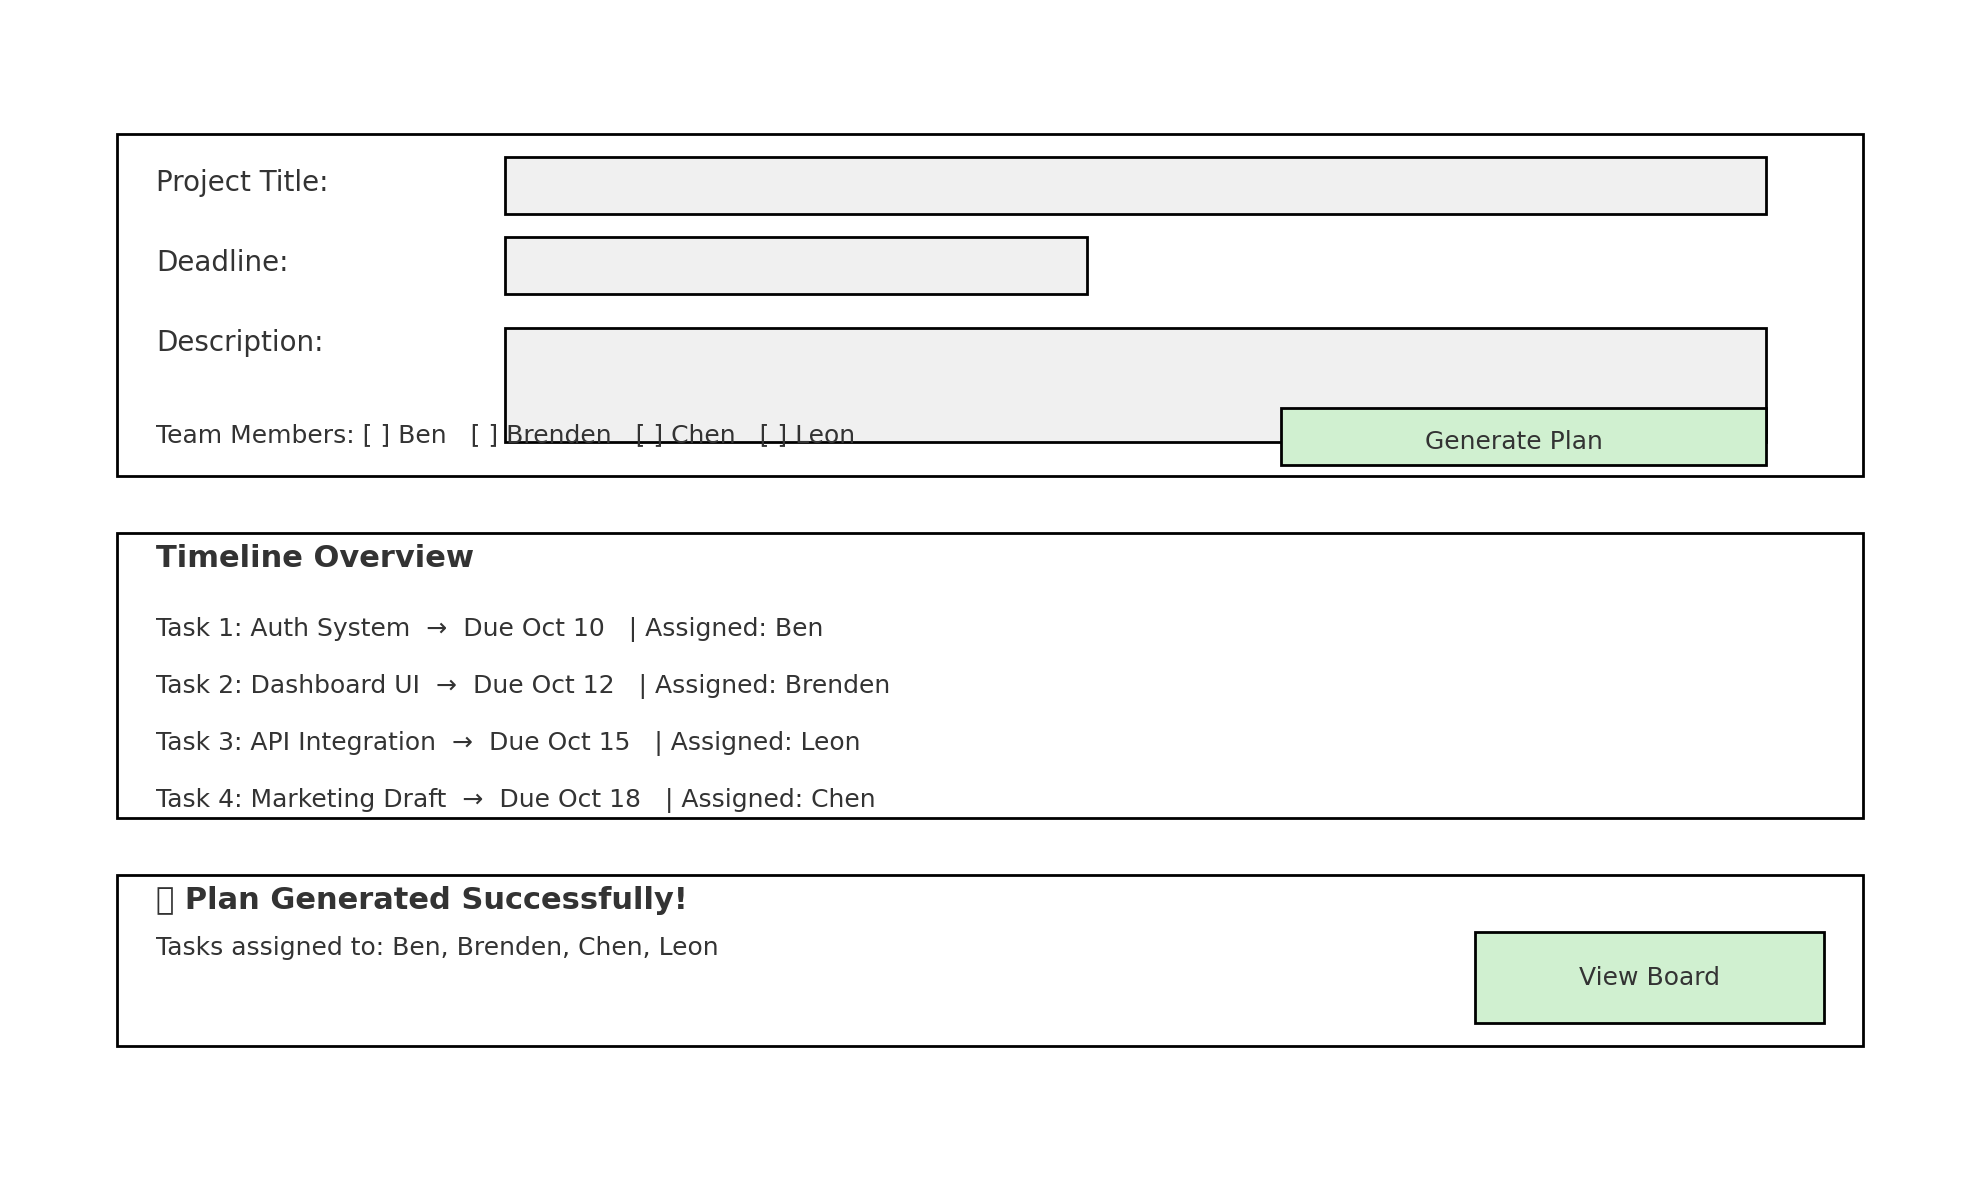 Project Title:
Deadline:
Description:
Team Members: [ ] Ben   [ ] Brenden   [ ] Chen   [ ] Leon
Generate Plan
Timeline Overview
Task 1: Auth System  →  Due Oct 10   | Assigned: Ben
Task 2: Dashboard UI  →  Due Oct 12   | Assigned: Brenden
Task 3: API Integration  →  Due Oct 15   | Assigned: Leon
Task 4: Marketing Draft  →  Due Oct 18   | Assigned: Chen
Plan Generated Successfully!
Tasks assigned to: Ben, Brenden, Chen, Leon
View Board